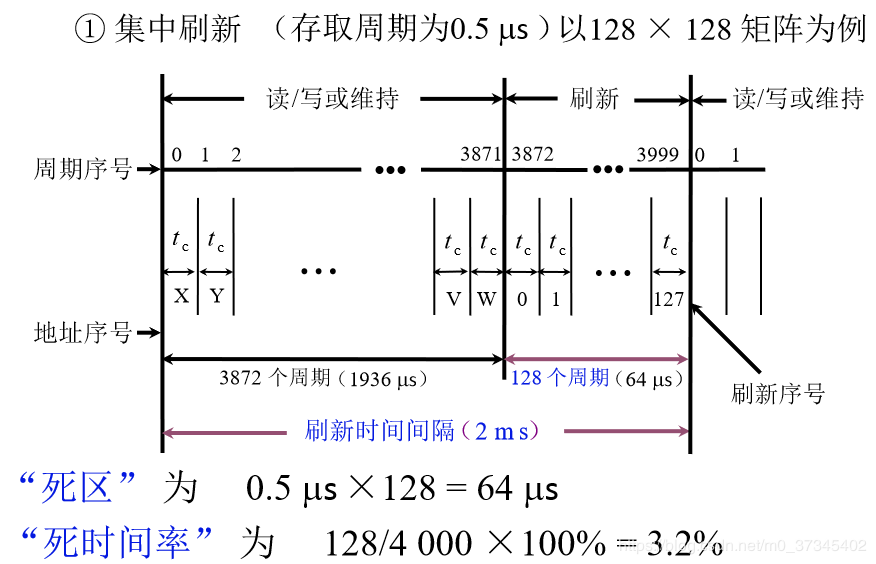 ① 集中刷新 （存取周期为0.5 μs）以128 × 128 矩阵为例
读/写或维持 刷新 读/写或维持
周期序号 0 1 2 ••• 3871 3872 ••• 3999 0 1
tc tc tc tc tc tc tc
X Y ••• V W 0 1 ••• 127
地址序号
3872 个周期（1936 μs） 128 个周期（64 μs）
刷新序号
刷新时间间隔（2 m s）
“死区” 为 0.5 μs ×128 = 64 μs
“死时间率” 为 128/4 000 ×100% = 3.2%
m0_37345402